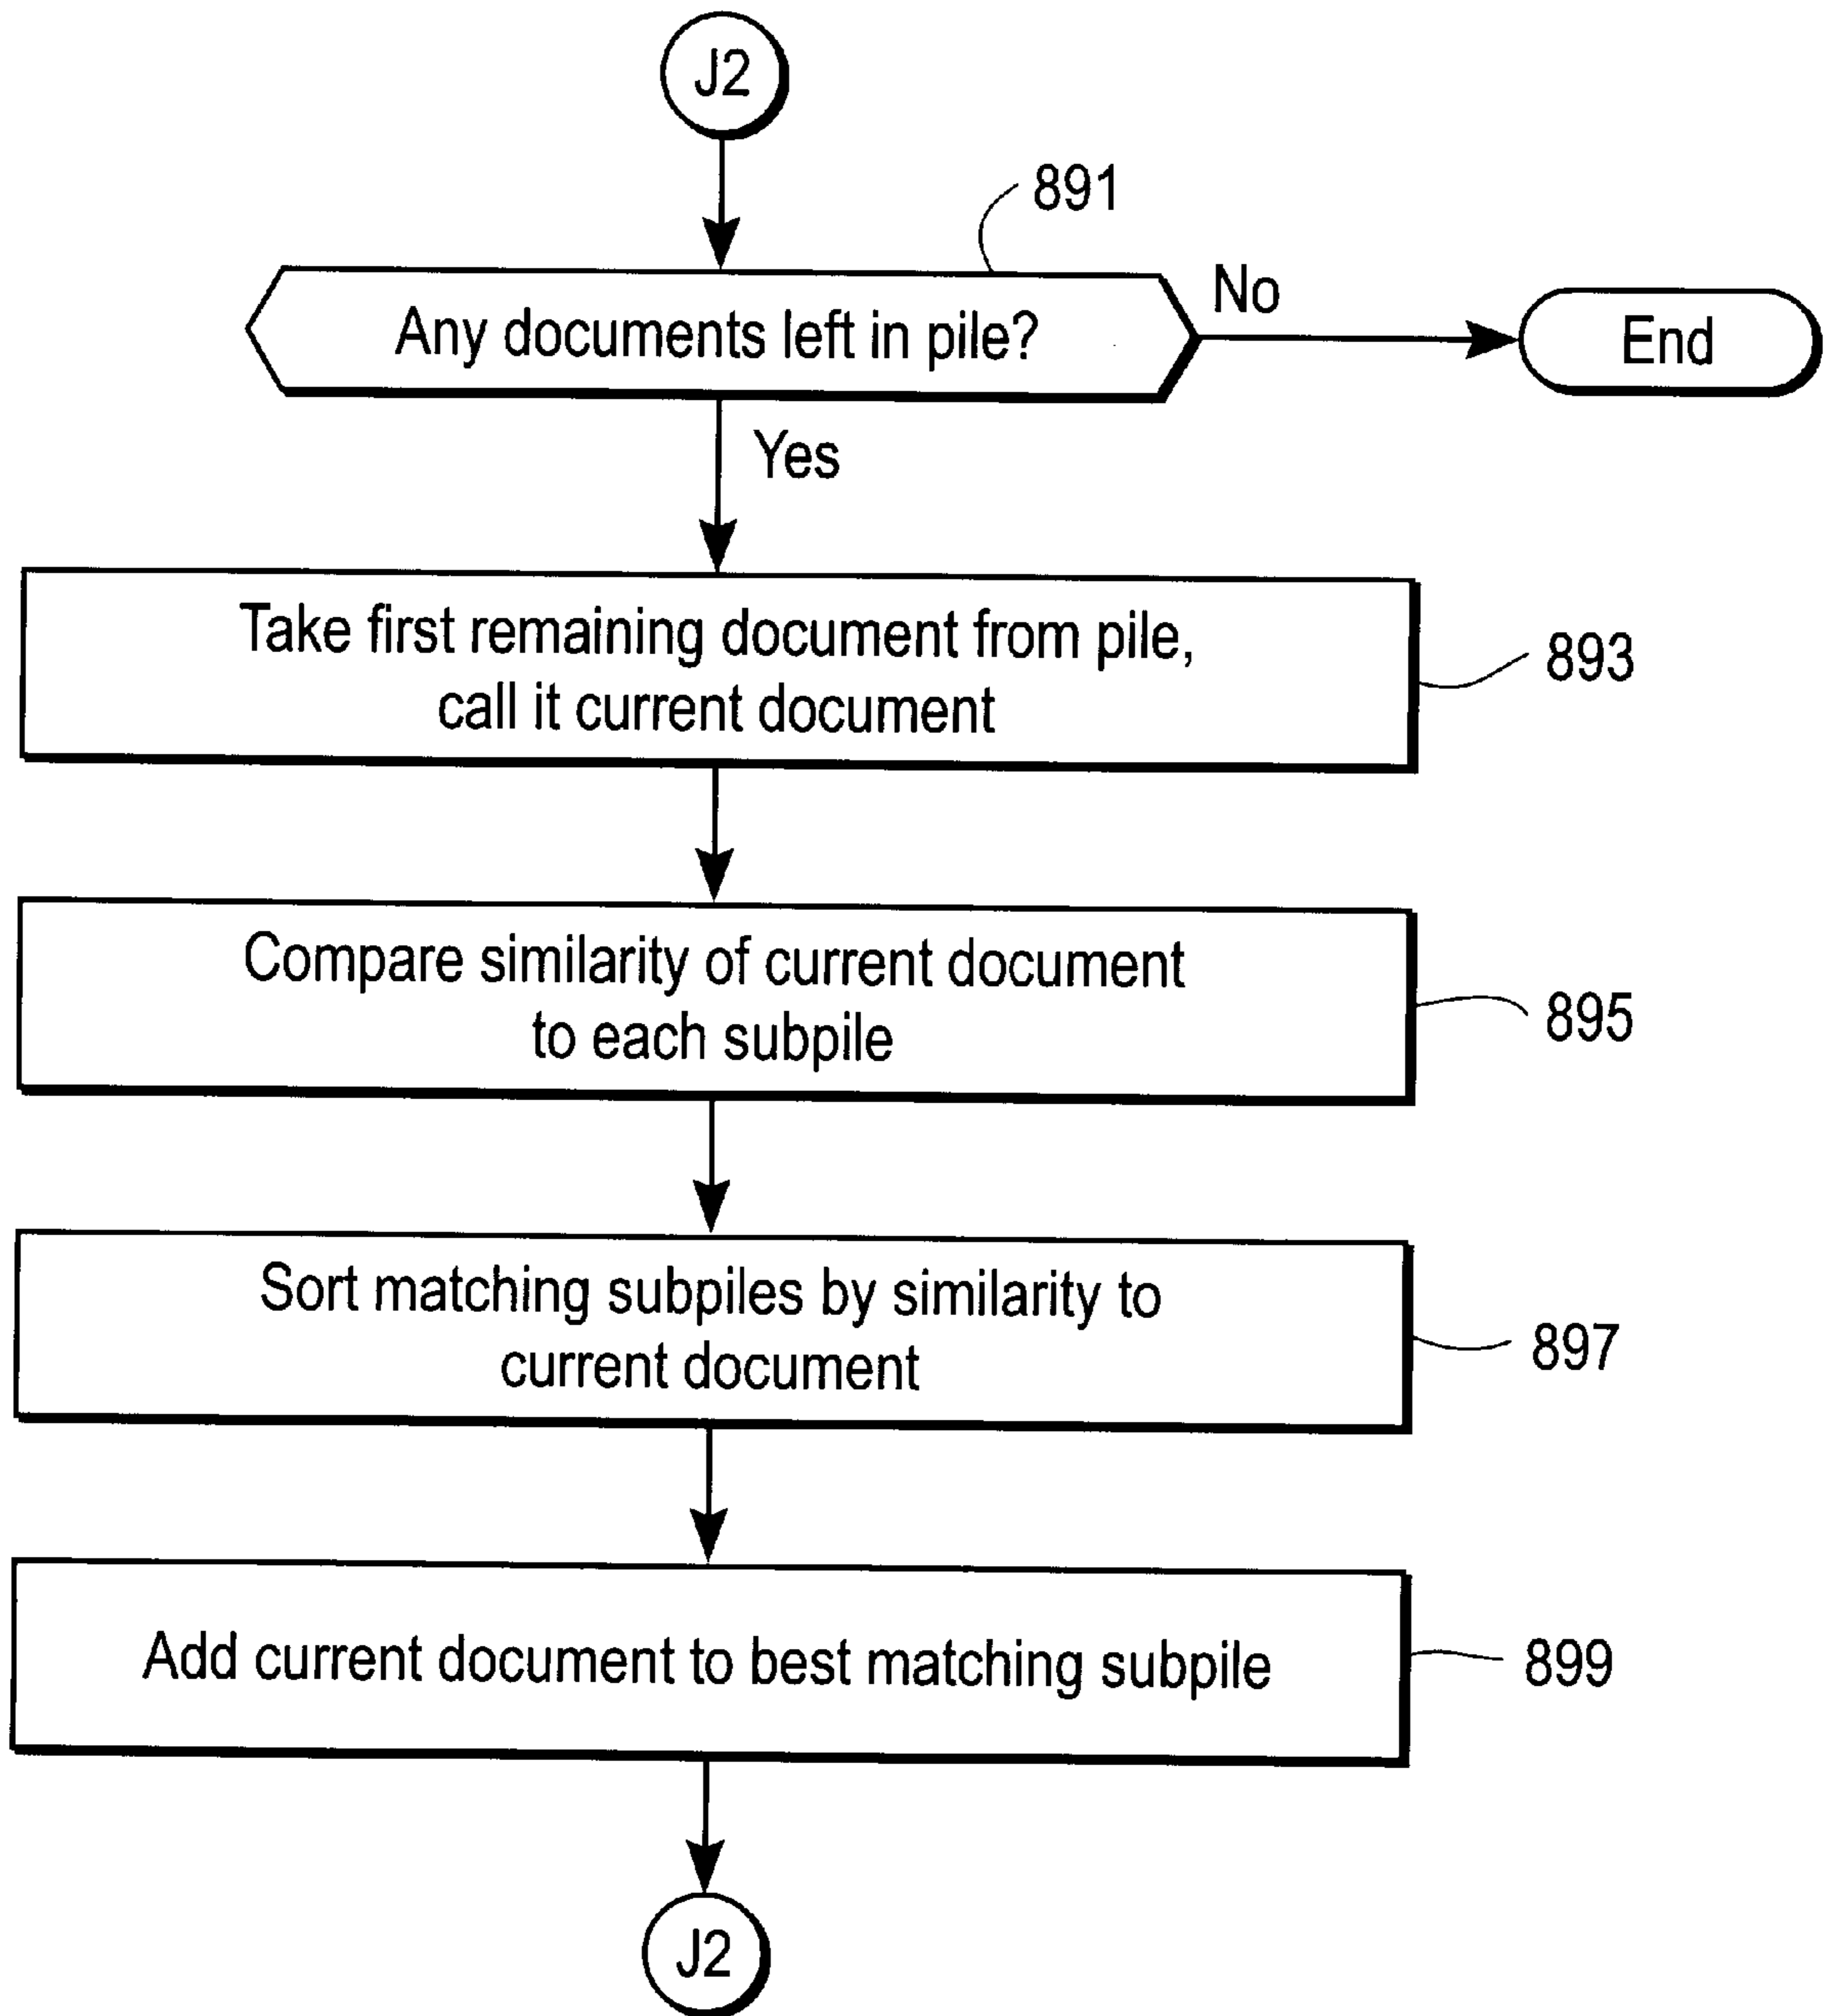 J2
891
Any documents left in pile?
No
End
Yes
Take first remaining document from pile,
call it current document
893
Compare similarity of current document
to each subpile
895
Sort matching subpiles by similarity to
current document
897
Add current document to best matching subpile
899
J2